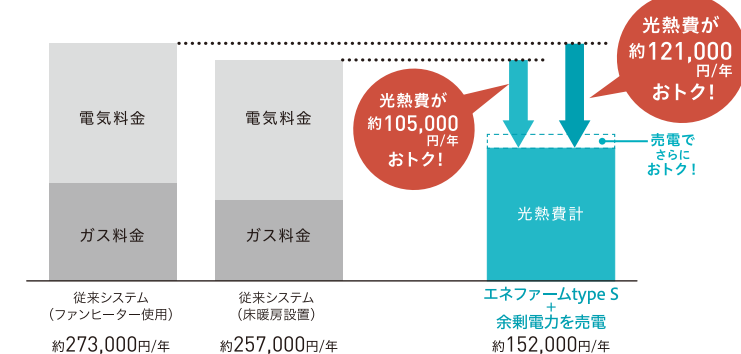 光熱費が
約121,000
円/年
おトク!
光熱費が
約105,000
円/年
おトク!
電気料金
電気料金
売電で
さらに
おトク!
ガス料金
ガス料金
光熱費計
従来システム
（ファンヒーター使用）
約273,000円/年
従来システム
（床暖房設置）
約257,000円/年
エネファームtype S
+
余剰電力を売電
約152,000円/年